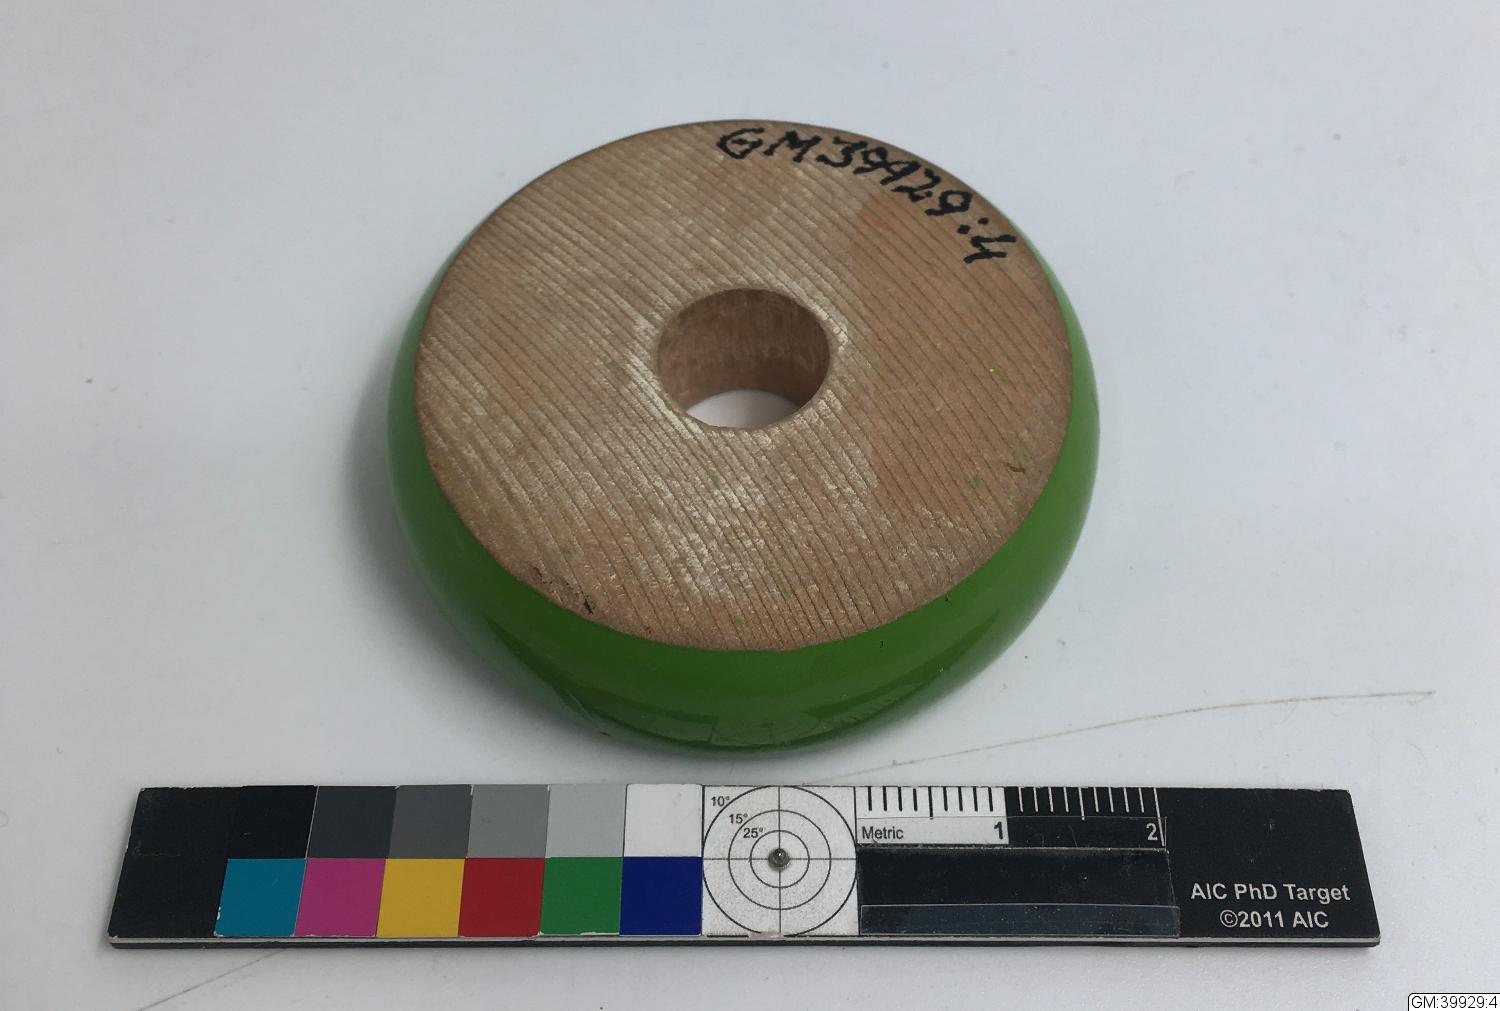 GM39929:4
10°
15°
25°
Metric 1 2
AIC PhD Target
©2011 AIC
GM:39929:4